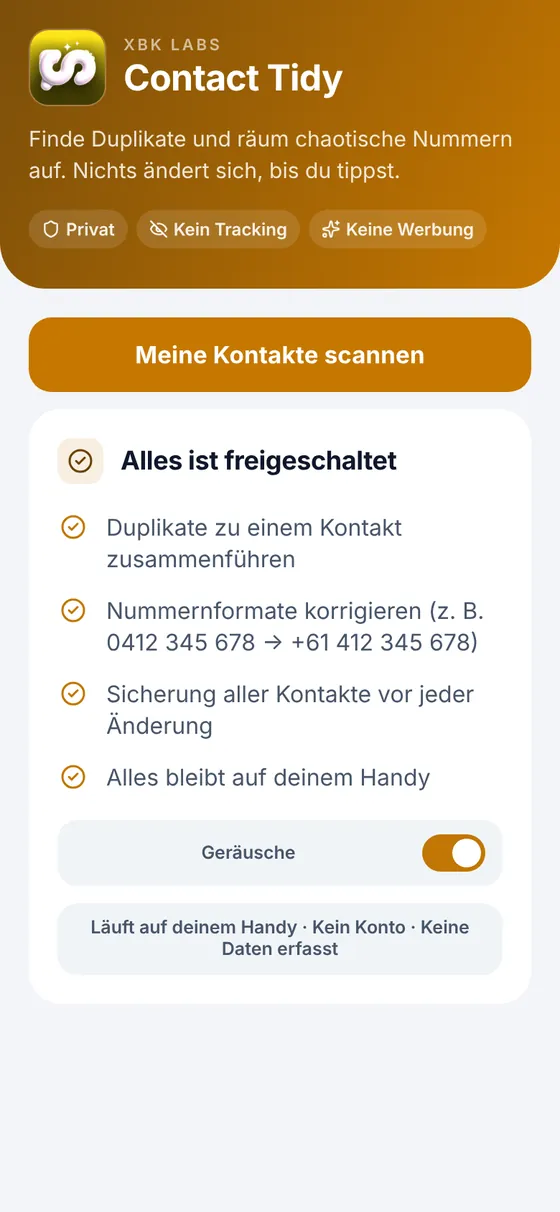 XBK LABS
Contact Tidy
Finde Duplikate und räum chaotische Nummern
auf. Nichts ändert sich, bis du tippst.
Privat
Kein Tracking
Keine Werbung
Meine Kontakte scannen
Alles ist freigeschaltet
Duplikate zu einem Kontakt
zusammenführen
Nummernformate korrigieren (z. B.
0412 345 678 → +61 412 345 678)
Sicherung aller Kontakte vor jeder
Änderung
Alles bleibt auf deinem Handy
Geräusche
Läuft auf deinem Handy · Kein Konto · Keine
Daten erfasst